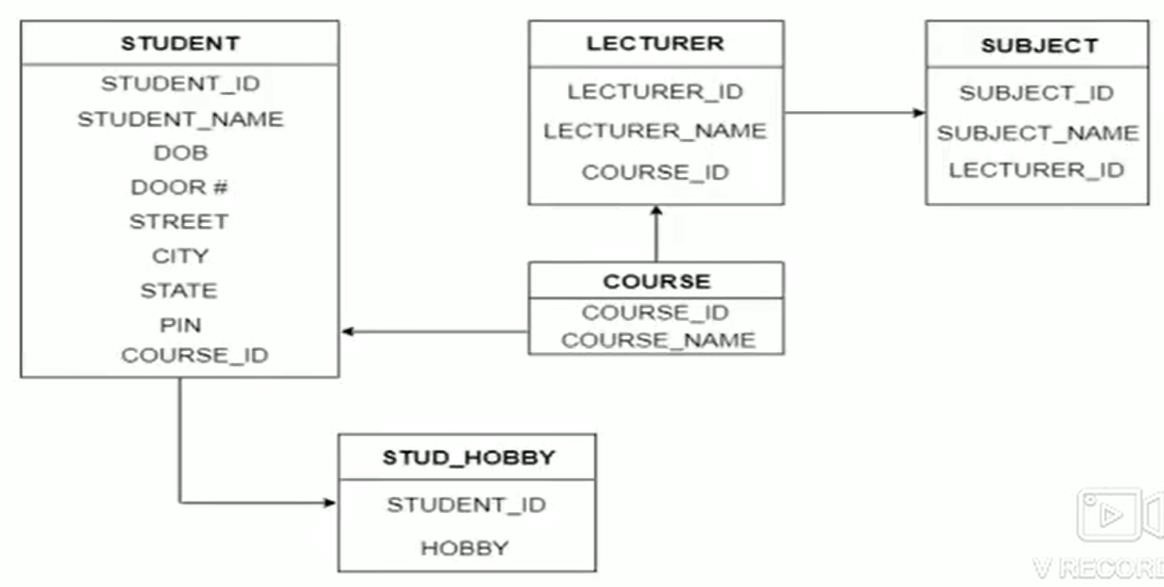 STUDENT
STUDENT_ID
STUDENT_NAME
DOB
DOOR #
STREET
CITY
STATE
PIN
COURSE_ID
LECTURER
LECTURER_ID
LECTURER_NAME
COURSE_ID
SUBJECT
SUBJECT_ID
SUBJECT_NAME
LECTURER_ID
COURSE
COURSE_ID
COURSE_NAME
STUD_HOBBY
STUDENT_ID
HOBBY
V RECORD